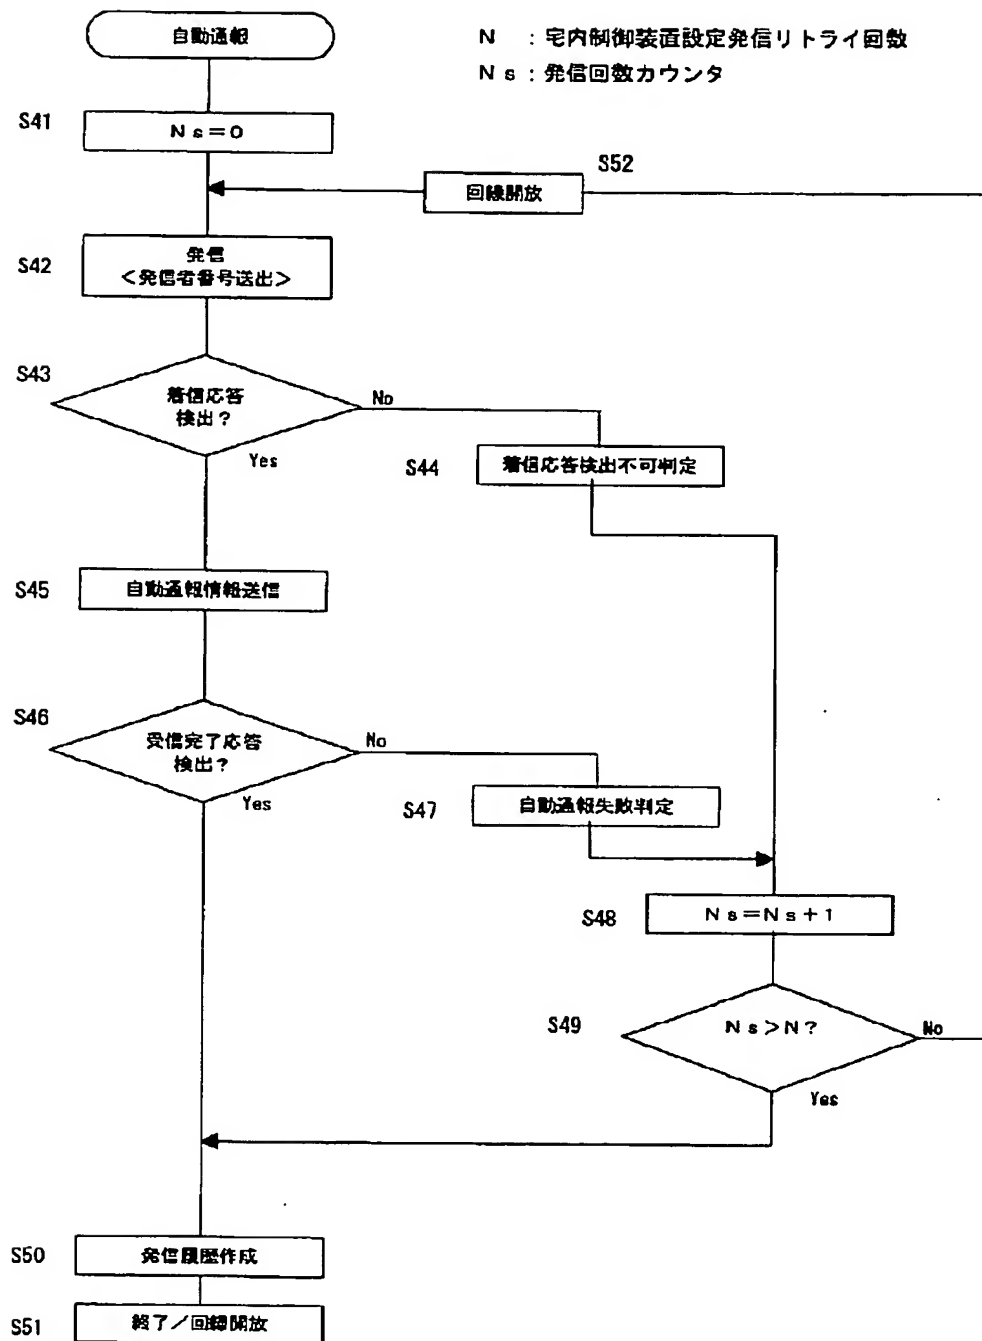 自動通報
N : 宅内制御装置設定発信リトライ回数
Ns : 発信回数カウンタ
S41
Ns=0
S52
回線開放
S42
発信
<発信者番号送出>
S43
着信応答
検出?
No
Yes
S44
着信応答検出不可判定
S45
自動通報情報送信
S46
受信完了応答
検出?
No
Yes
S47
自動通報失敗判定
S48
Ns=Ns+1
S49
Ns>N?
No
Yes
S50
発信履歴作成
S51
終了/回線開放